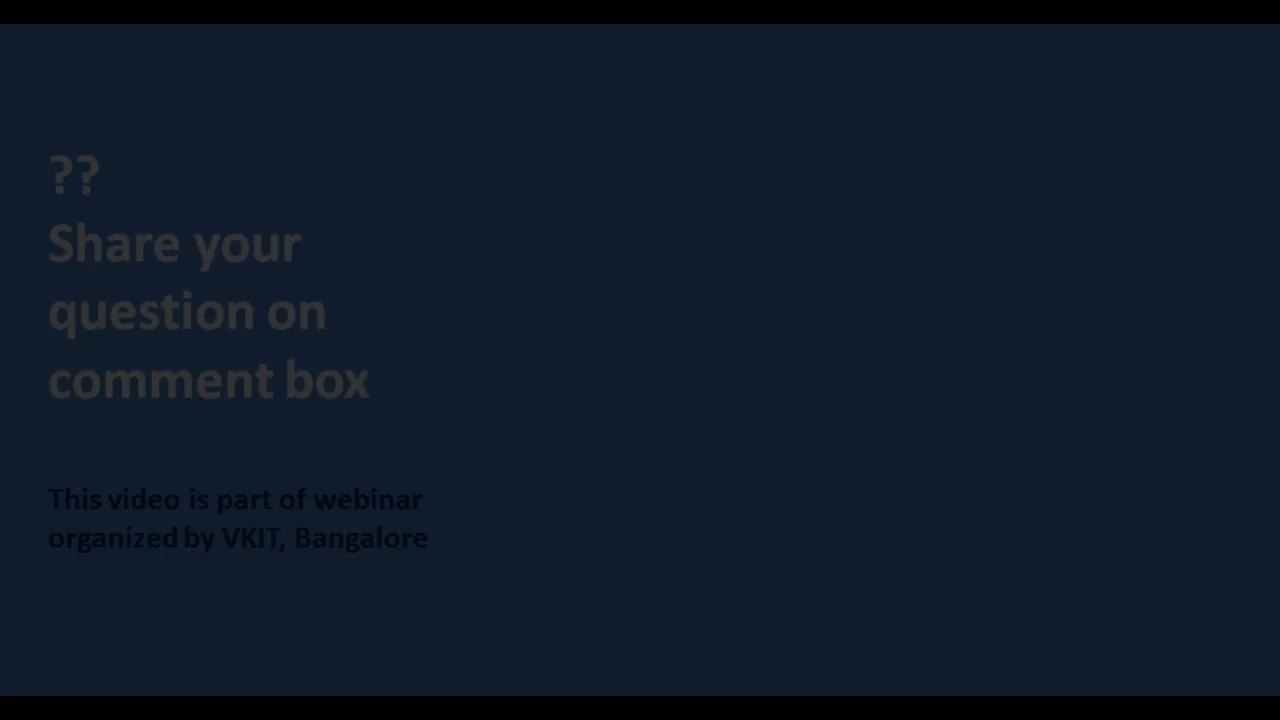 ??
Share your
question on
comment box
This video is part of webinar
organized by VKIT, Bangalore